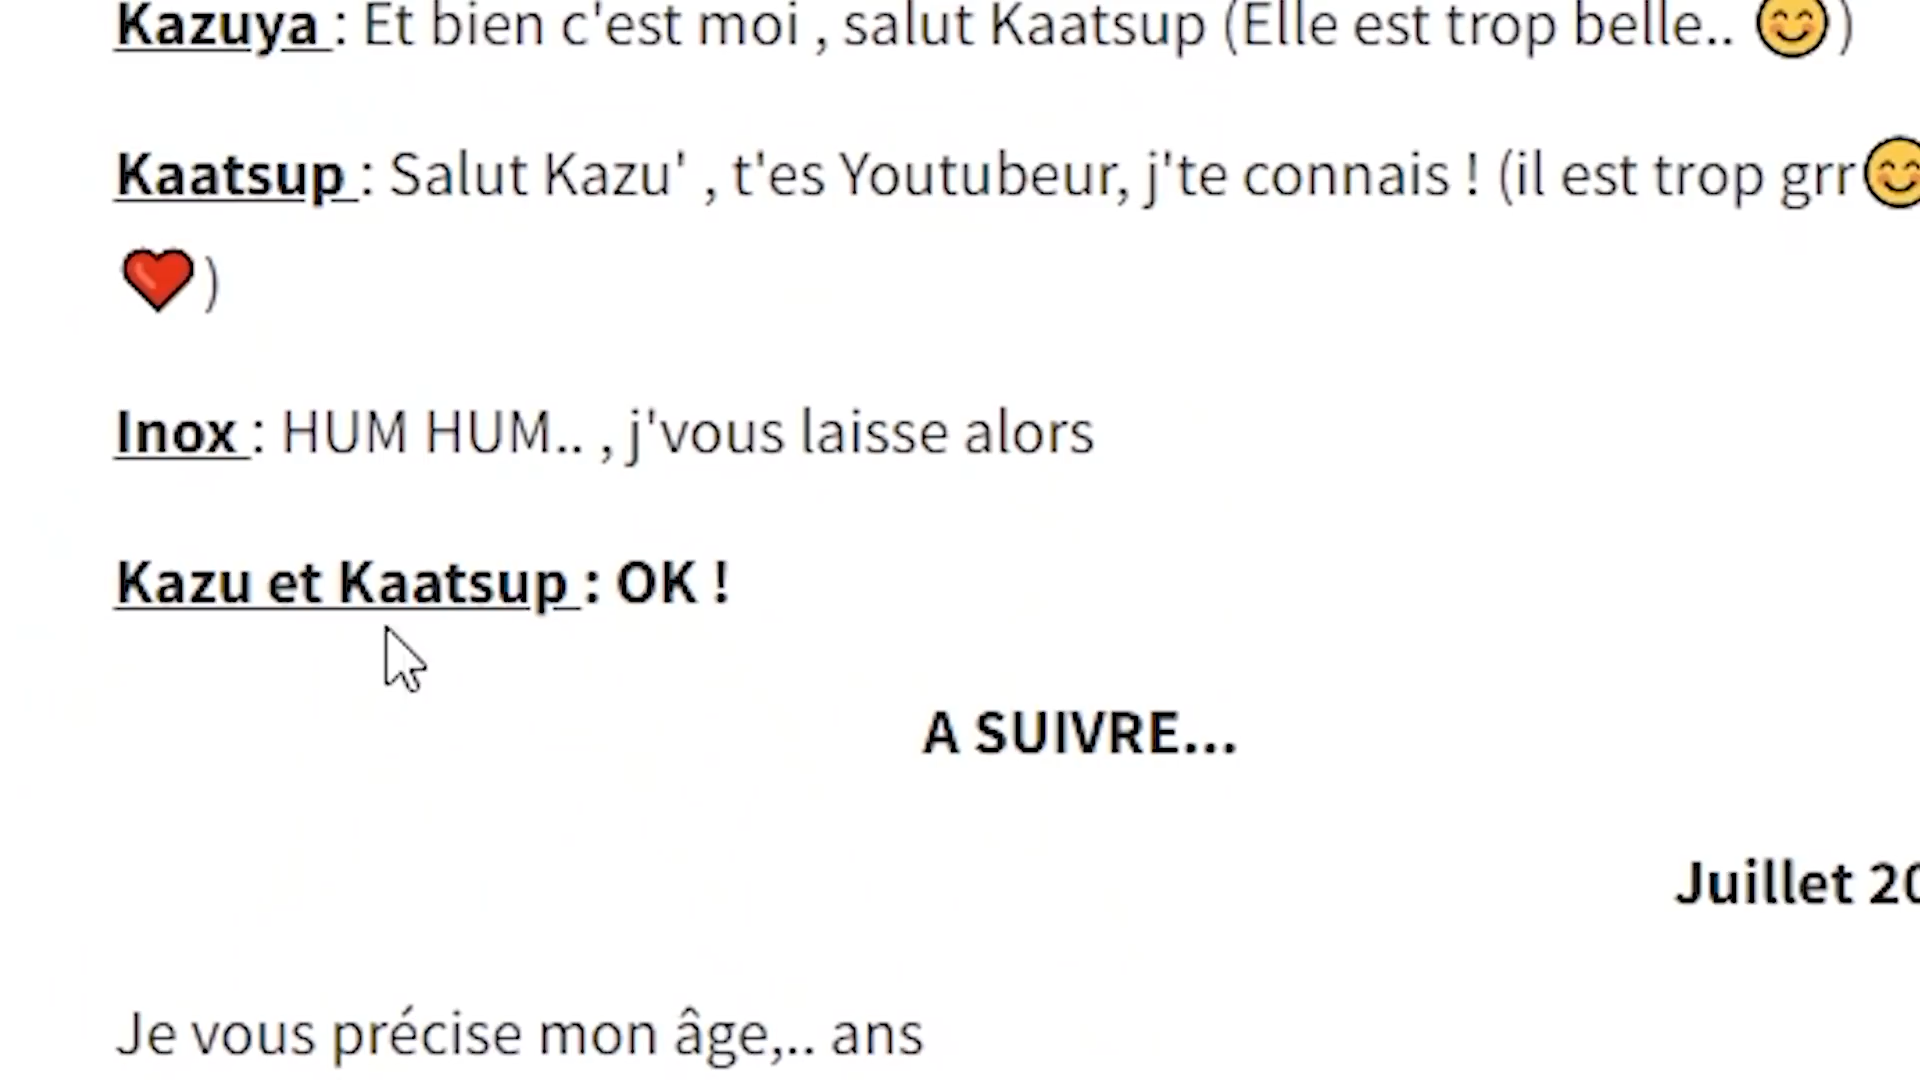 Kazuya : Et bien c'est moi , salut Kaatsup (Elle est trop belle.. 😊)
Kaatsup : Salut Kazu' , t'es Youtubeur, j'te connais ! (il est trop grr😊
❤️)
Inox : HUM HUM.. , j'vous laisse alors
Kazu et Kaatsup : OK !
A SUIVRE...
Juillet 20
Je vous précise mon âge,.. ans